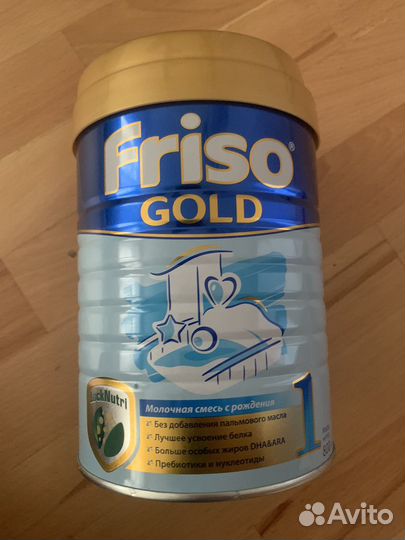 Friso®
GOLD
LockNutri
Молочная смесь с рождения
Без добавления пальмового масла
Лучшее усвоение белка
Больше особых жиров DHA&ARA
Пребиотики и нуклеотиды
1
Avito